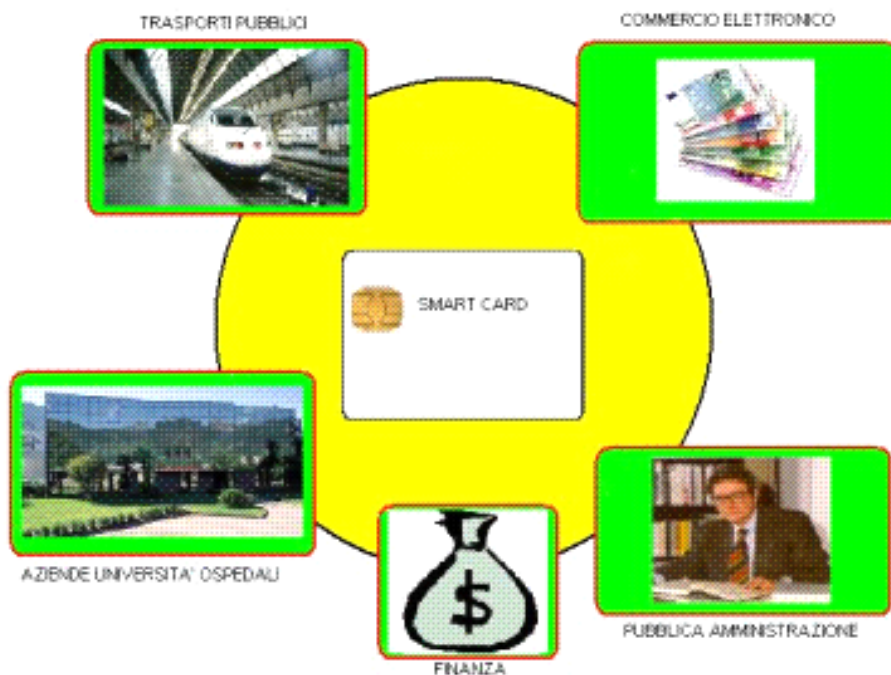 TRASPORTI PUBBLICI
COMMERCIO ELETTRONICO
SMART CARD
AZIENDE UNIVERSITA' OSPEDALI
PUBBLICA AMMINISTRAZIONE
$
FINANZA